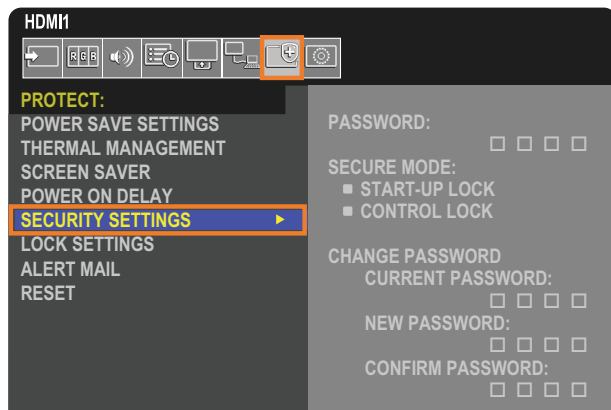 HDMI1
RGB
PROTECT:
POWER SAVE SETTINGS
THERMAL MANAGEMENT
SCREEN SAVER
POWER ON DELAY
SECURITY SETTINGS
LOCK SETTINGS
ALERT MAIL
RESET
PASSWORD:
SECURE MODE:
START-UP LOCK
CONTROL LOCK
CHANGE PASSWORD
CURRENT PASSWORD:
NEW PASSWORD:
CONFIRM PASSWORD: